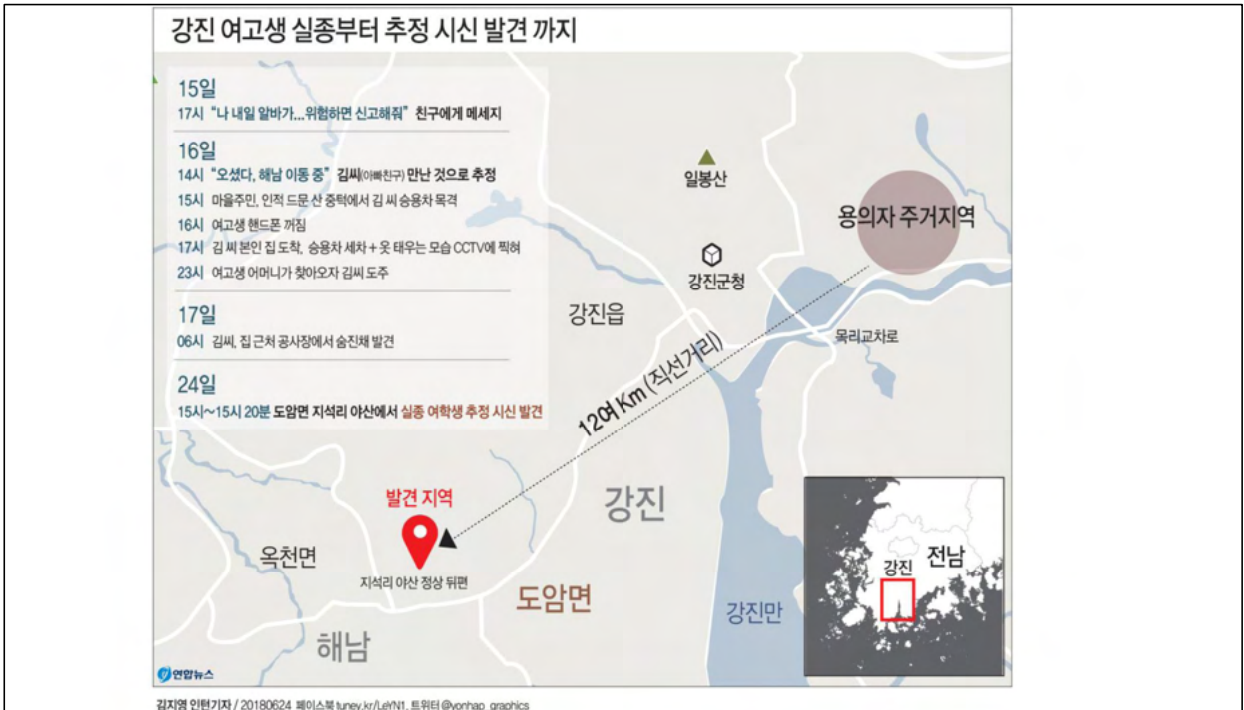 강진 여고생 실종부터 추정 시신 발견 까지
15일
17시 “나 내일 알바가...위험하면 신고해줘” 친구에게 메세지
16일
14시 “오셨다, 해남 이동 중” 김씨(아빠친구) 만난 것으로 추정
15시 마을주민, 인적 드문 산 중턱에서 김 씨 승용차 목격
16시 여고생 핸드폰 꺼짐
17시 김 씨 본인 집 도착, 승용차 세차 + 옷 태우는 모습 CCTV에 찍혀
23시 여고생 어머니가 찾아오자 김씨 도주
17일
06시 김씨, 집 근처 공사장에서 숨진채 발견
24일
15시~15시 20분 도암면 지석리 야산에서 실종 여학생 추정 시신 발견
일봉산
용의자 주거지역
강진군청
강진읍
목리교차로
12여 Km (직선거리)
발견 지역
강진
옥천면
지석리 야산 정상 뒤편
도암면
강진만
해남
전남
강진
연합뉴스
김지영 인턴기자 / 20180624 페이스북 tuney.kr/LeYN1, 트위터 @yonhap_graphics